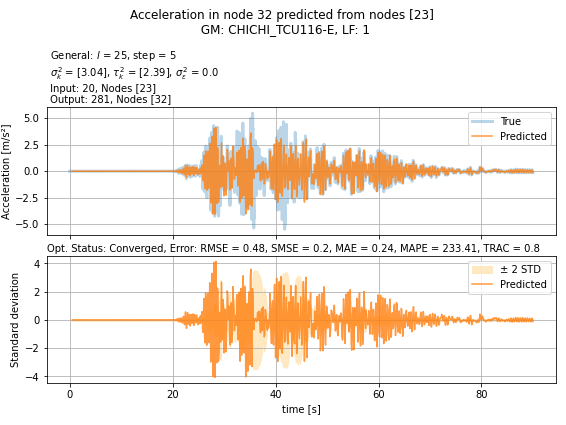 Acceleration in node 32 predicted from nodes [23]
GM: CHICHI_TCU116-E, LF: 1
General: l = 25, step = 5
σ²ₖ = [3.04], τ²ₖ = [2.39], σ²ε = 0.0
Input: 20, Nodes [23]
Output: 281, Nodes [32]
Acceleration [m/s²]
5.0
2.5
0.0
−2.5
−5.0
True
Predicted
Opt. Status: Converged, Error: RMSE = 0.48, SMSE = 0.2, MAE = 0.24, MAPE = 233.41, TRAC = 0.8
Standard deviation
4
2
0
−2
−4
± 2 STD
Predicted
0 20 40 60 80
time [s]